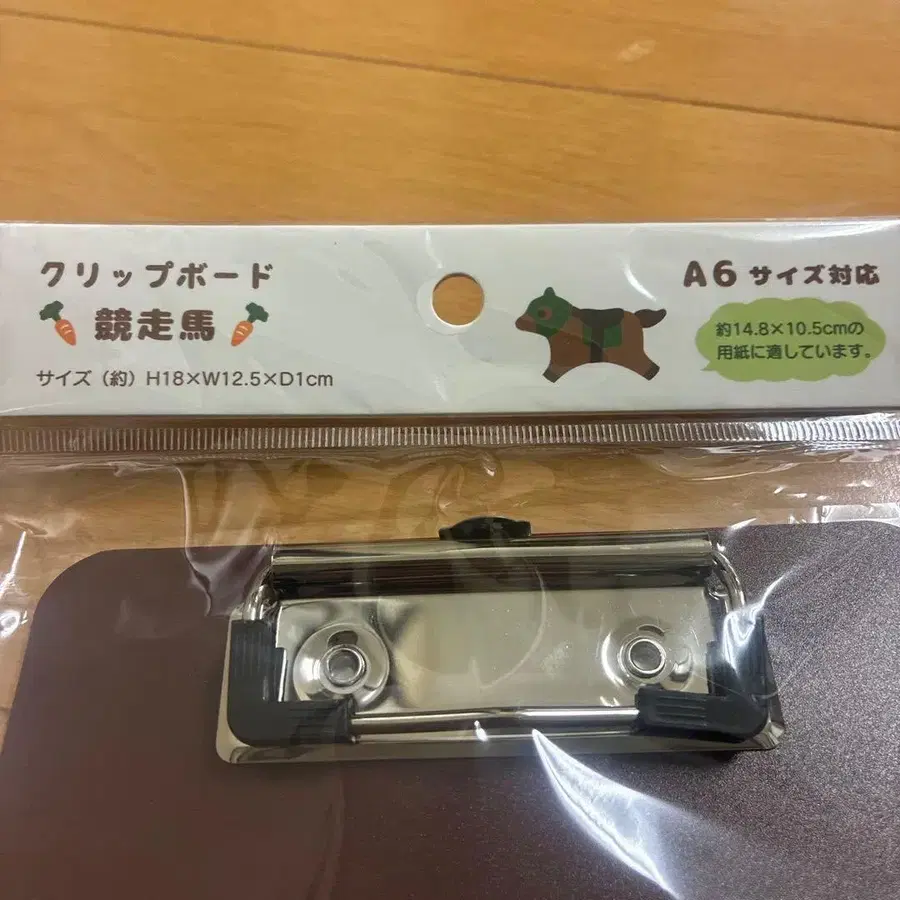 クリップボード
競走馬
サイズ（約）H18×W12.5×D1cm
A6サイズ対応
約14.8×10.5cmの
用紙に適しています。